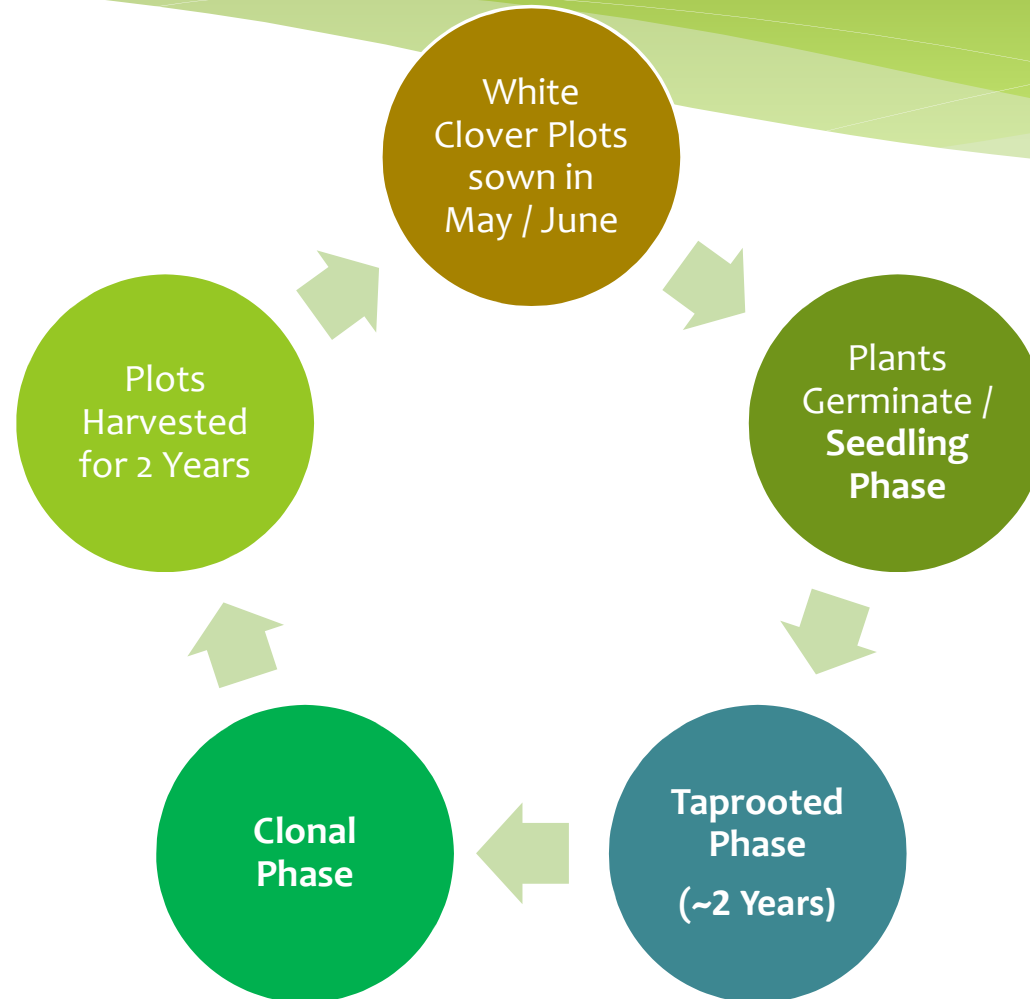 White
Clover Plots
sown in
May / June
Plants
Germinate /
Seedling
Phase
Taprooted
Phase
(~2 Years)
Clonal
Phase
Plots
Harvested
for 2 Years